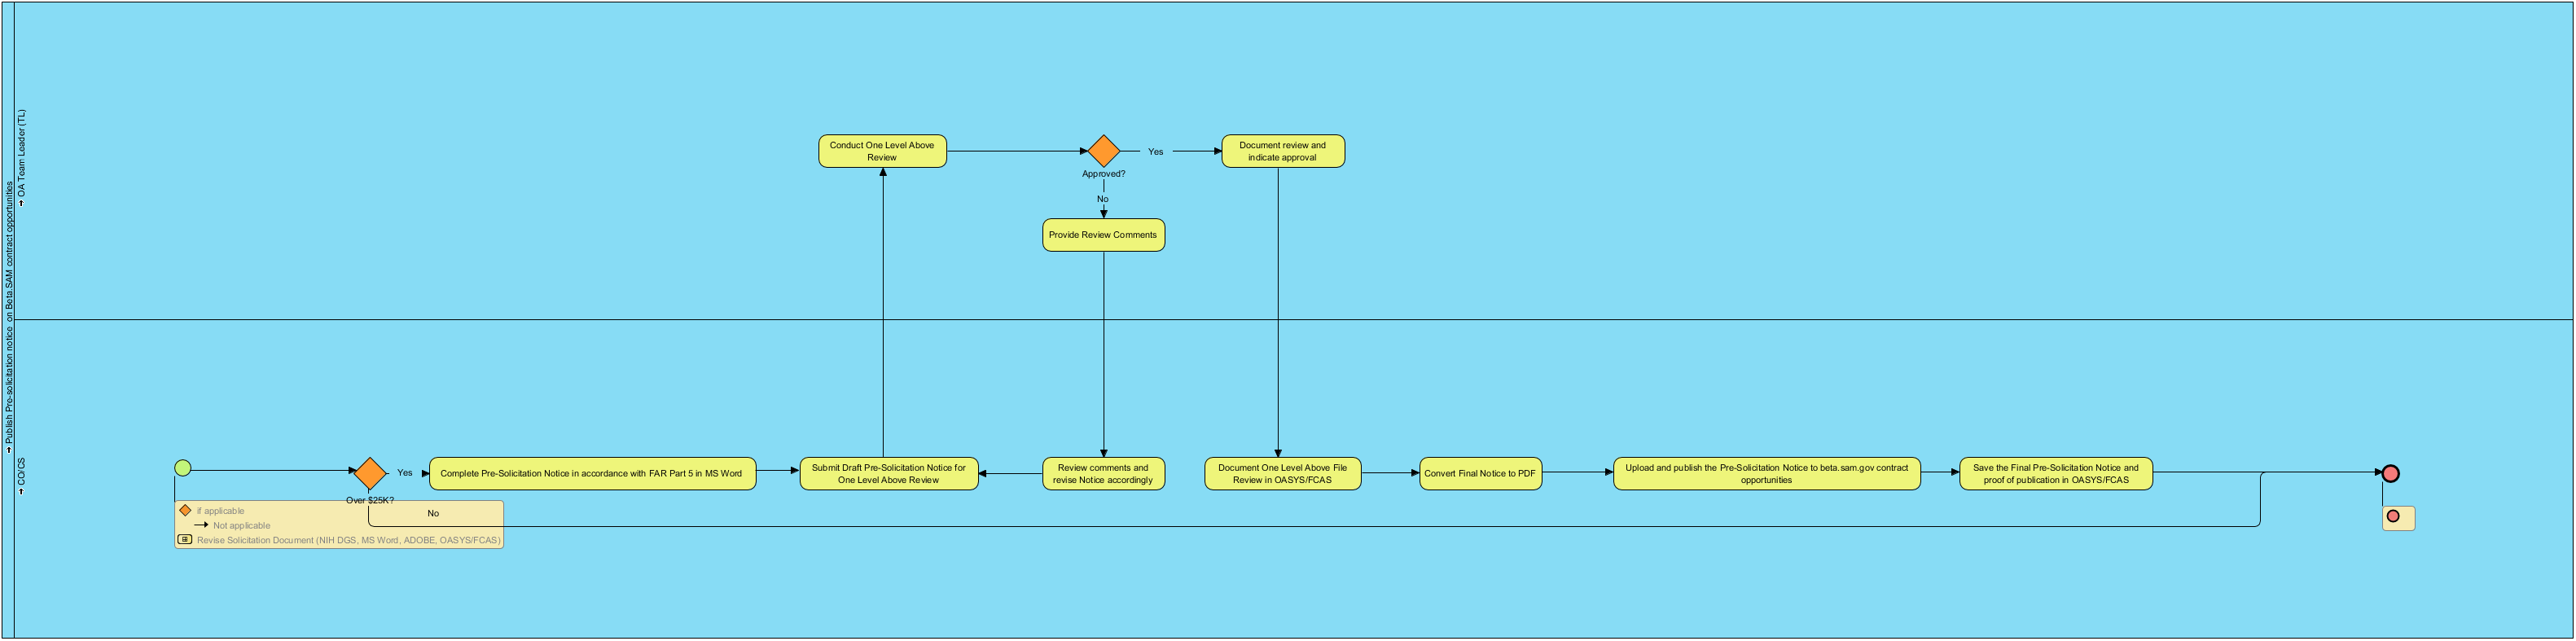 Publish Pre-solicitation notice on Beta.SAM contract opportunities
OA Team Leader (TL)
Conduct One Level Above
Review
Approved?
Yes
Document review and
indicate approval
No
Provide Review Comments
CO/CS
Over $25K?
Yes
Complete Pre-Solicitation Notice in accordance with FAR Part 5 in MS Word
Submit Draft Pre-Solicitation Notice for
One Level Above Review
Review comments and
revise Notice accordingly
Document One Level Above File
Review in OASYS/FCAS
Convert Final Notice to PDF
Upload and publish the Pre-Solicitation Notice to beta.sam.gov contract
opportunities
Save the Final Pre-Solicitation Notice and
proof of publication in OASYS/FCAS
No
if applicable
Not applicable
Revise Solicitation Document (NIH DGS, MS Word, ADOBE, OASYS/FCAS)